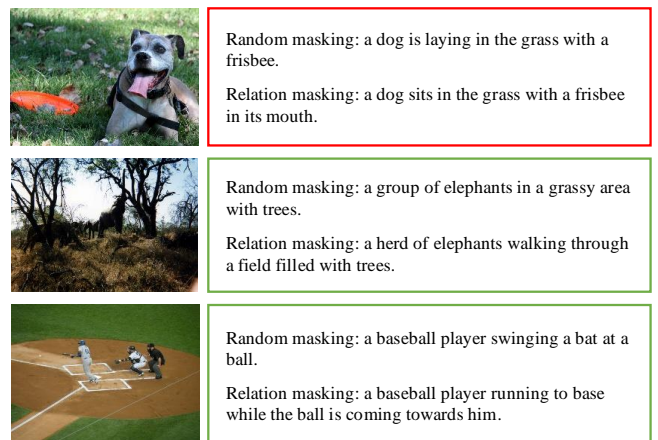 Random masking: a dog is laying in the grass with a
frisbee.
Relation masking: a dog sits in the grass with a frisbee
in its mouth.
Random masking: a group of elephants in a grassy area
with trees.
Relation masking: a herd of elephants walking through
a field filled with trees.
Random masking: a baseball player swinging a bat at a
ball.
Relation masking: a baseball player running to base
while the ball is coming towards him.